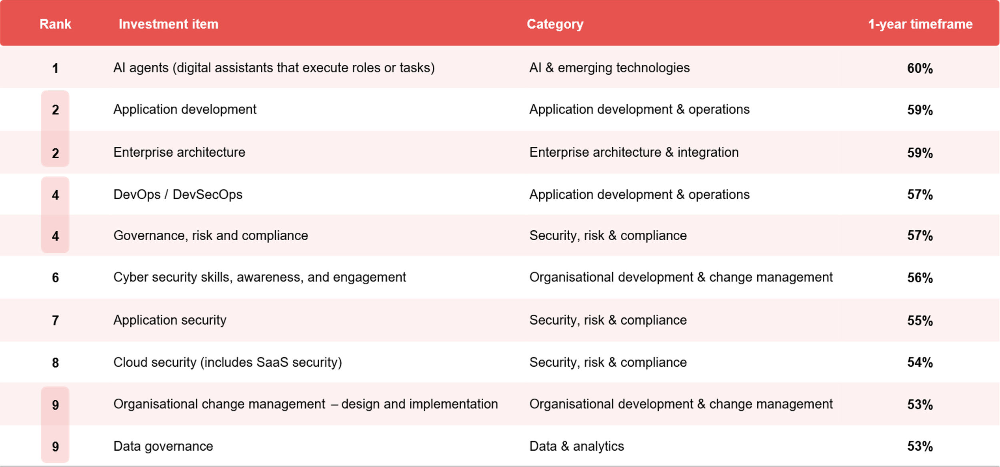 Rank Investment item Category 1-year timeframe
1 AI agents (digital assistants that execute roles or tasks) AI & emerging technologies 60%
2 Application development Application development & operations 59%
2 Enterprise architecture Enterprise architecture & integration 59%
4 DevOps / DevSecOps Application development & operations 57%
4 Governance, risk and compliance Security, risk & compliance 57%
6 Cyber security skills, awareness, and engagement Organisational development & change management 56%
7 Application security Security, risk & compliance 55%
8 Cloud security (includes SaaS security) Security, risk & compliance 54%
9 Organisational change management – design and implementation Organisational development & change management 53%
9 Data governance Data & analytics 53%